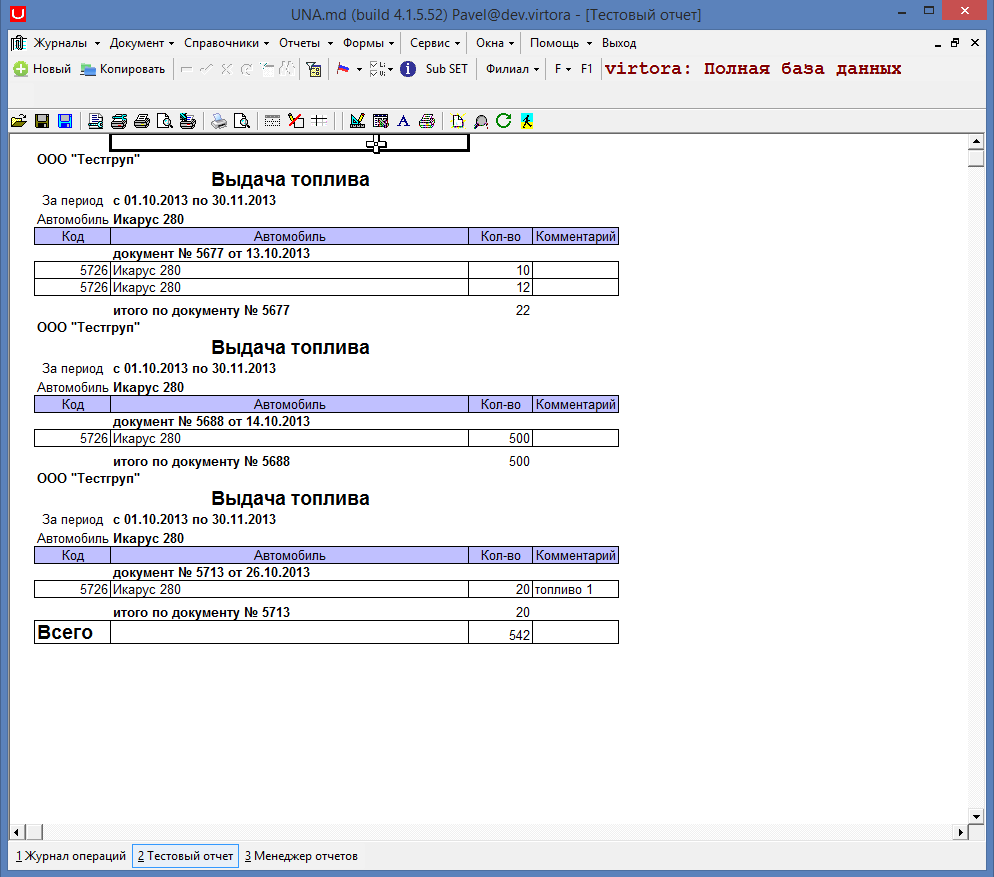 UNA.md (build 4.1.5.52) Pavel@dev.virtora - [Тестовый отчет]
Журналы Документ Справочники Отчеты Формы Сервис Окна Помощь Выход
Новый Копировать Sub SET Филиал F F1 virtora: Полная база данных
ООО "Тестгруп"
Выдача топлива
За период с 01.10.2013 по 30.11.2013
Автомобиль Икарус 280
Код Автомобиль Кол-во Комментарий
документ № 5677 от 13.10.2013
5726 Икарус 280 10
5726 Икарус 280 12
итого по документу № 5677 22
ООО "Тестгруп"
Выдача топлива
За период с 01.10.2013 по 30.11.2013
Автомобиль Икарус 280
Код Автомобиль Кол-во Комментарий
документ № 5688 от 14.10.2013
5726 Икарус 280 500
итого по документу № 5688 500
ООО "Тестгруп"
Выдача топлива
За период с 01.10.2013 по 30.11.2013
Автомобиль Икарус 280
Код Автомобиль Кол-во Комментарий
документ № 5713 от 26.10.2013
5726 Икарус 280 20 топливо 1
итого по документу № 5713 20
Всего 542
1 Журнал операций 2 Тестовый отчет 3 Менеджер отчетов